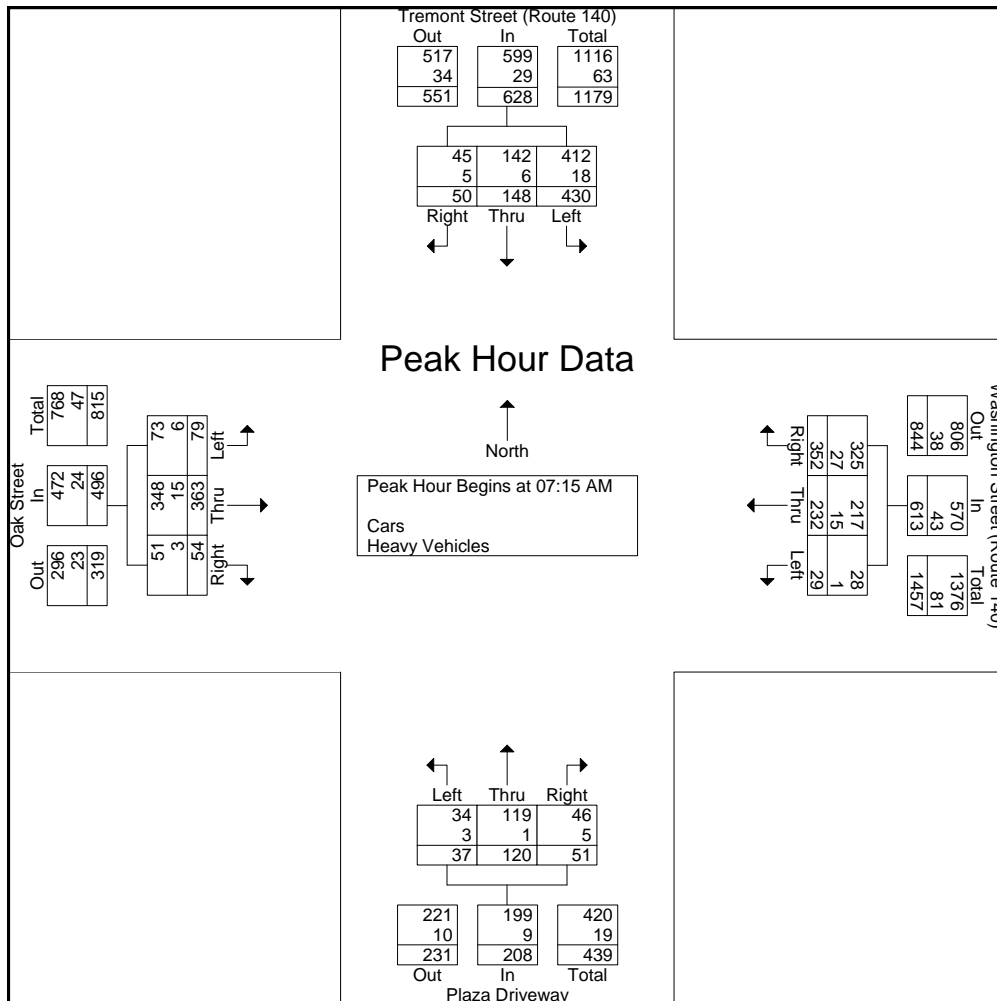 Tremont Street (Route 140)
Out In Total
517 599 1116
34 29 63
551 628 1179
45 142 412
5 6 18
50 148 430
Right Thru Left
Peak Hour Data
North
Peak Hour Begins at 07:15 AM
Cars
Heavy Vehicles
Oak Street
Total In Out
768 472 296
47 24 23
815 496 319
73 348 51
6 15 3
79 363 54
Left Thru Right
Washington Street (Route 140)
Out In Total
806 570 1376
38 43 81
844 613 1457
325 217 28
27 15 1
352 232 29
Right Thru Left
Left Thru Right
34 119 46
3 1 5
37 120 51
221 199 420
10 9 19
231 208 439
Out In Total
Plaza Driveway